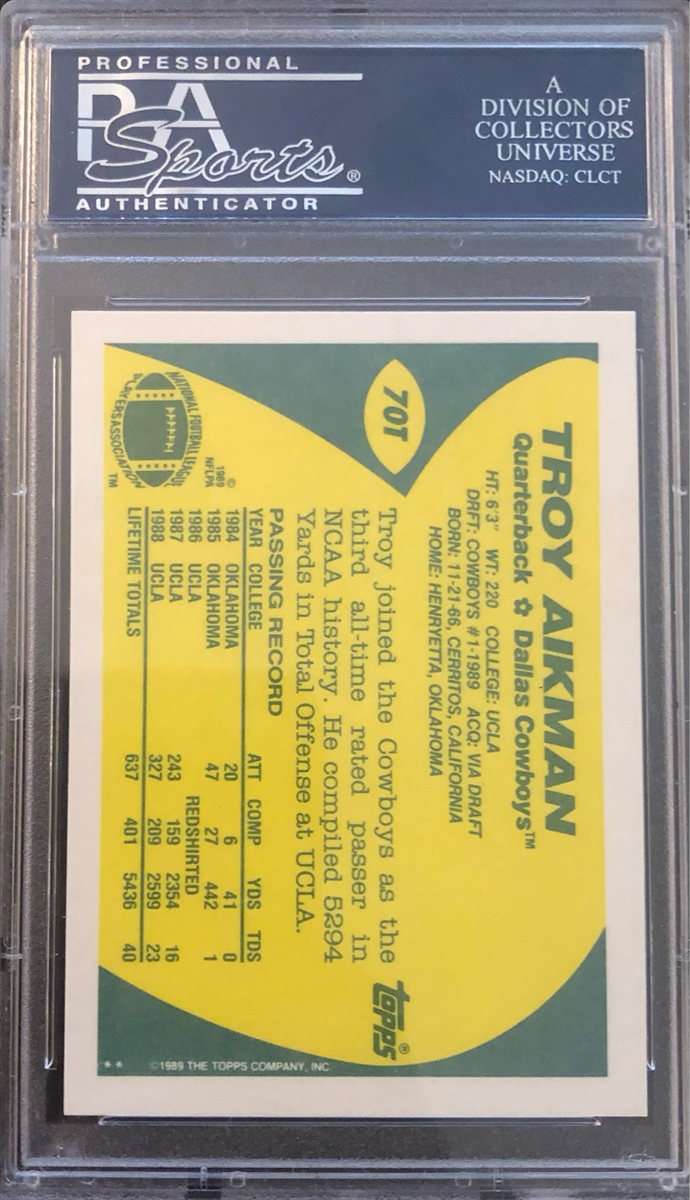 PROFESSIONAL
PSA
Sports®
AUTHENTICATOR
A
DIVISION OF
COLLECTORS
UNIVERSE
NASDAQ: CLCT
TROY AIKMAN
Quarterback ✩ Dallas Cowboys™
HT: 6'3" WT: 220 COLLEGE: UCLA
DRFT: COWBOYS #1-1989 ACQ: VIA DRAFT
BORN: 11-21-66, CERRITOS, CALIFORNIA
HOME: HENRYETTA, OKLAHOMA
70T
Troy joined the Cowboys as the
third all-time rated passer in
NCAA history. He compiled 5294
Yards in Total Offense at UCLA.
topps®
PASSING RECORD
YEAR COLLEGE ATT COMP YDS TDS
1984 OKLAHOMA 20 6 41 0
1985 OKLAHOMA 47 27 442 1
1986 UCLA REDSHIRTED
1987 UCLA 243 159 2354 16
1988 UCLA 327 209 2599 23
LIFETIME TOTALS 637 401 5436 40
NATIONAL FOOTBALL LEAGUE
PLAYERS ASSOCIATION
™
©
1989
NFLPA
** ©1989 THE TOPPS COMPANY, INC.